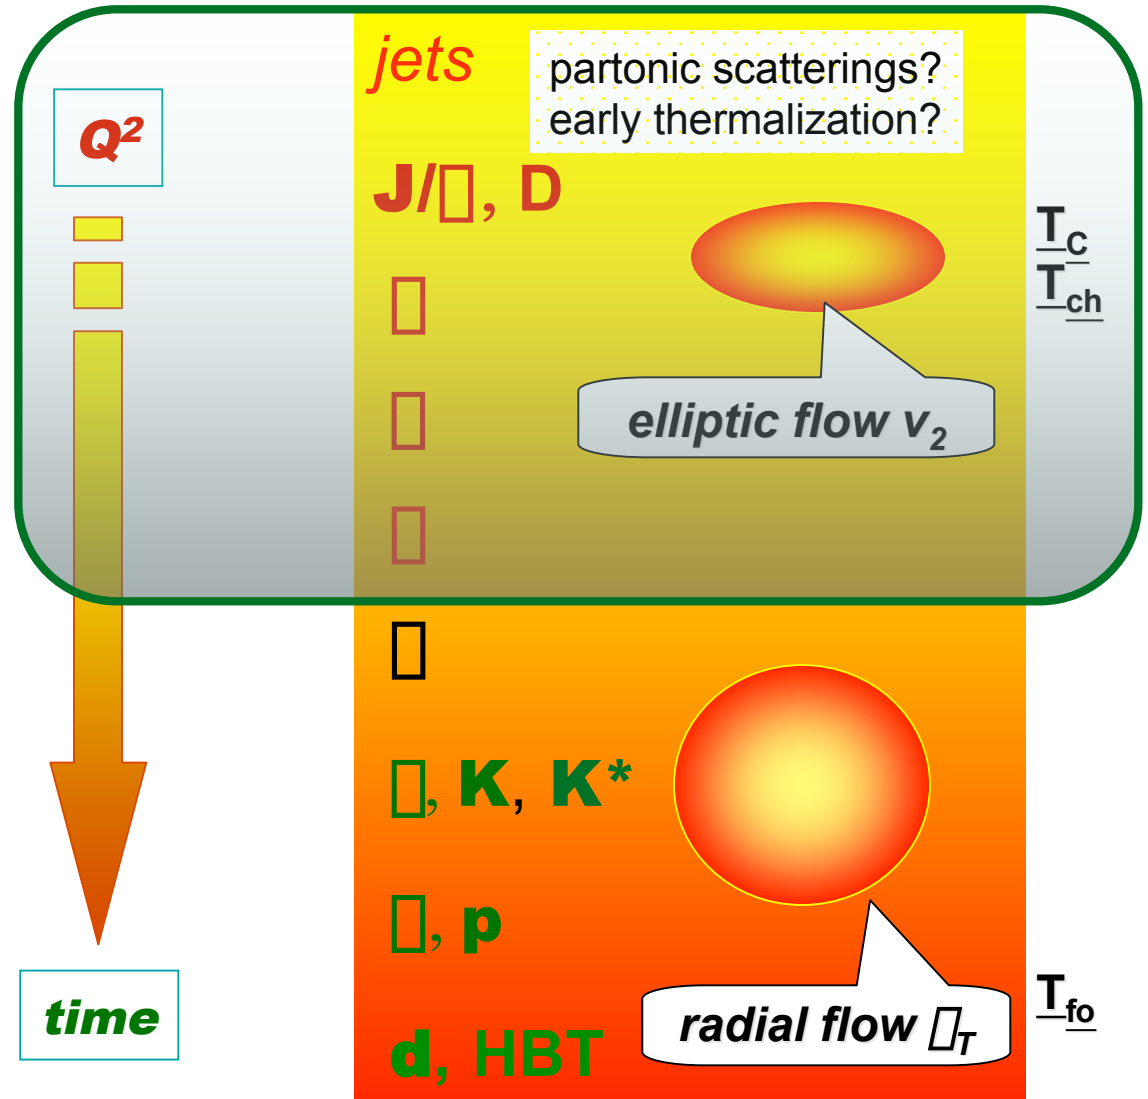 jets
partonic scatterings?
early thermalization?
Q²
J/▯, D
T_C
T_ch
▯
▯
elliptic flow v₂
▯
▯
▯, K, K*
▯, p
time
radial flow ▯_T
T_fo
d, HBT